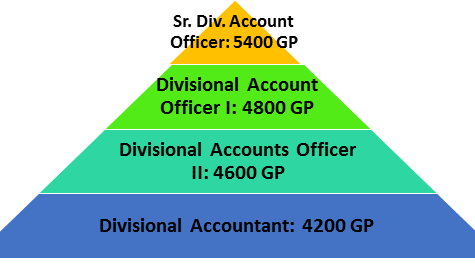 Sr. Div. Account
Officer: 5400 GP
Divisional Account
Officer I: 4800 GP
Divisional Accounts Officer
II: 4600 GP
Divisional Accountant: 4200 GP